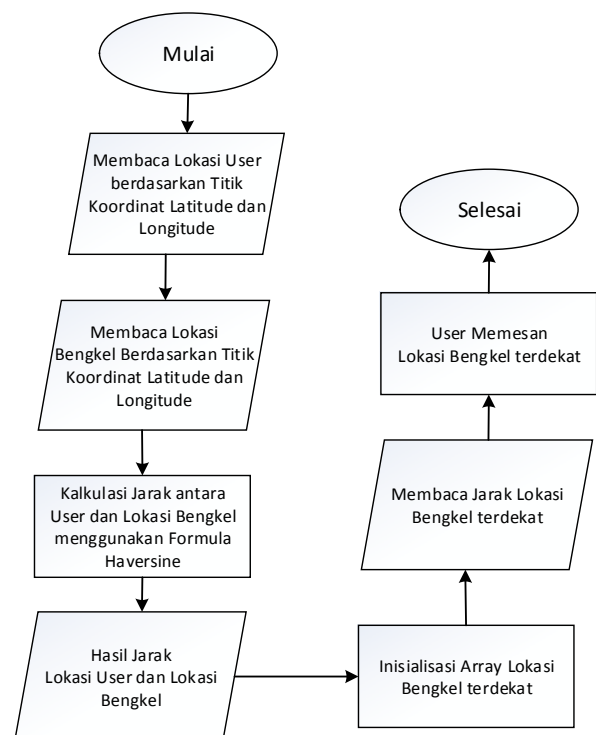 Mulai
Membaca Lokasi User
berdasarkan Titik
Koordinat Latitude dan
Longitude
Membaca Lokasi
Bengkel Berdasarkan Titik
Koordinat Latitude dan
Longitude
Kalkulasi Jarak antara
User dan Lokasi Bengkel
menggunakan Formula
Haversine
Hasil Jarak
Lokasi User dan Lokasi
Bengkel
Inisialisasi Array Lokasi
Bengkel terdekat
Membaca Jarak Lokasi
Bengkel terdekat
User Memesan
Lokasi Bengkel terdekat
Selesai